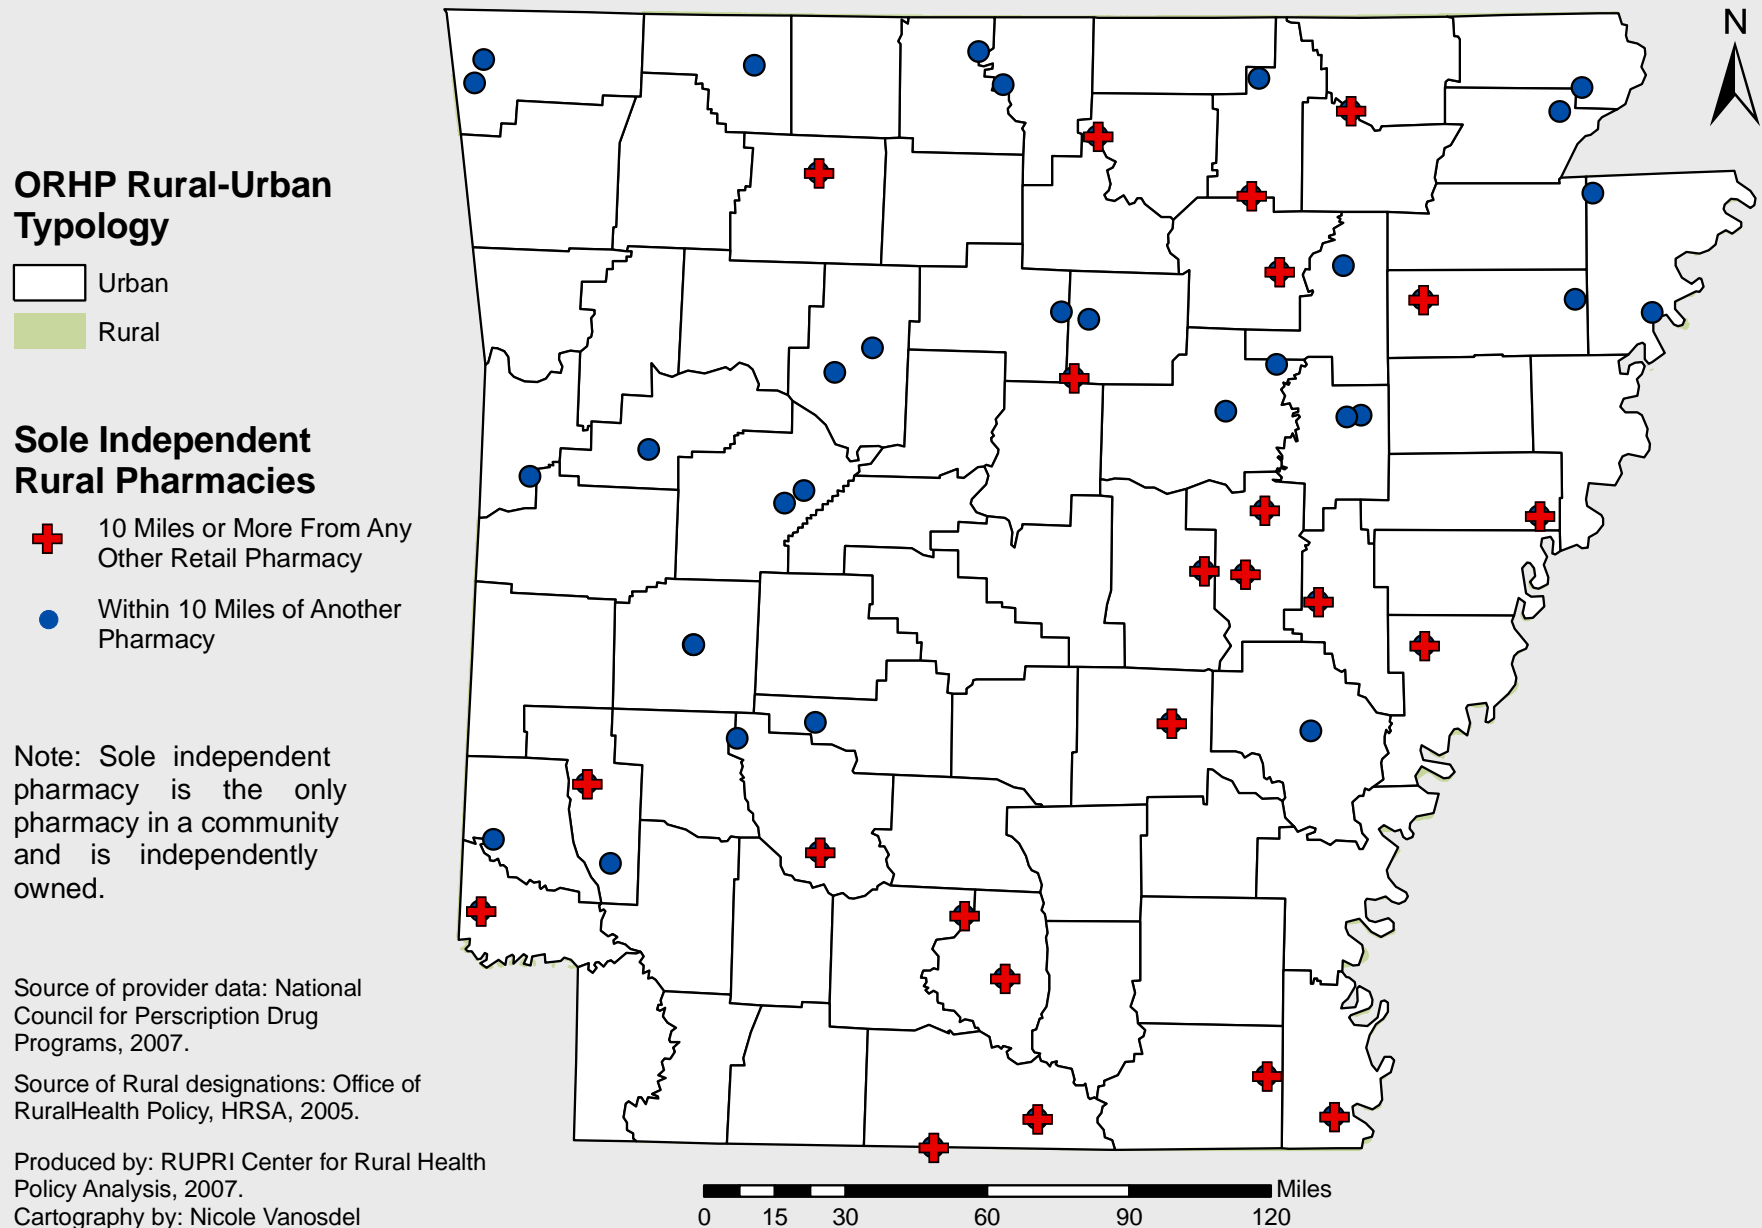 N
ORHP Rural-Urban
Typology
Urban
Rural
Sole Independent
Rural Pharmacies
10 Miles or More From Any
Other Retail Pharmacy
Within 10 Miles of Another
Pharmacy
Note: Sole independent
pharmacy is the only
pharmacy in a community
and is independently
owned.
Source of provider data: National
Council for Perscription Drug
Programs, 2007.
Source of Rural designations: Office of
RuralHealth Policy, HRSA, 2005.
Produced by: RUPRI Center for Rural Health
Policy Analysis, 2007.
Cartography by: Nicole Vanosdel
Miles
0 15 30 60 90 120